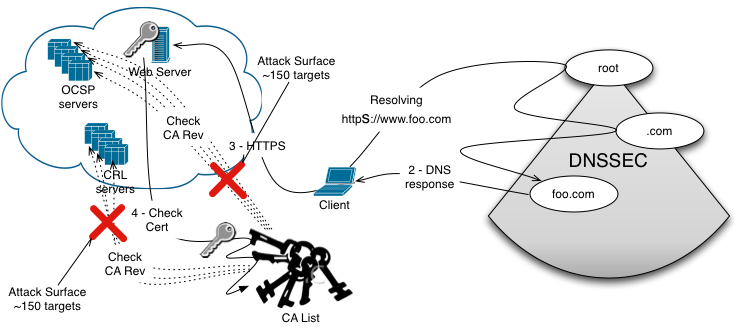 Web Server
OCSP
servers
Attack Surface
~150 targets
root
Resolving
httpS://www.foo.com
Check
CA Rev
.com
3 - HTTPS
DNSSEC
CRL
servers
2 - DNS
response
foo.com
Client
4 - Check
Cert
Check
CA Rev
Attack Surface
~150 targets
CA List